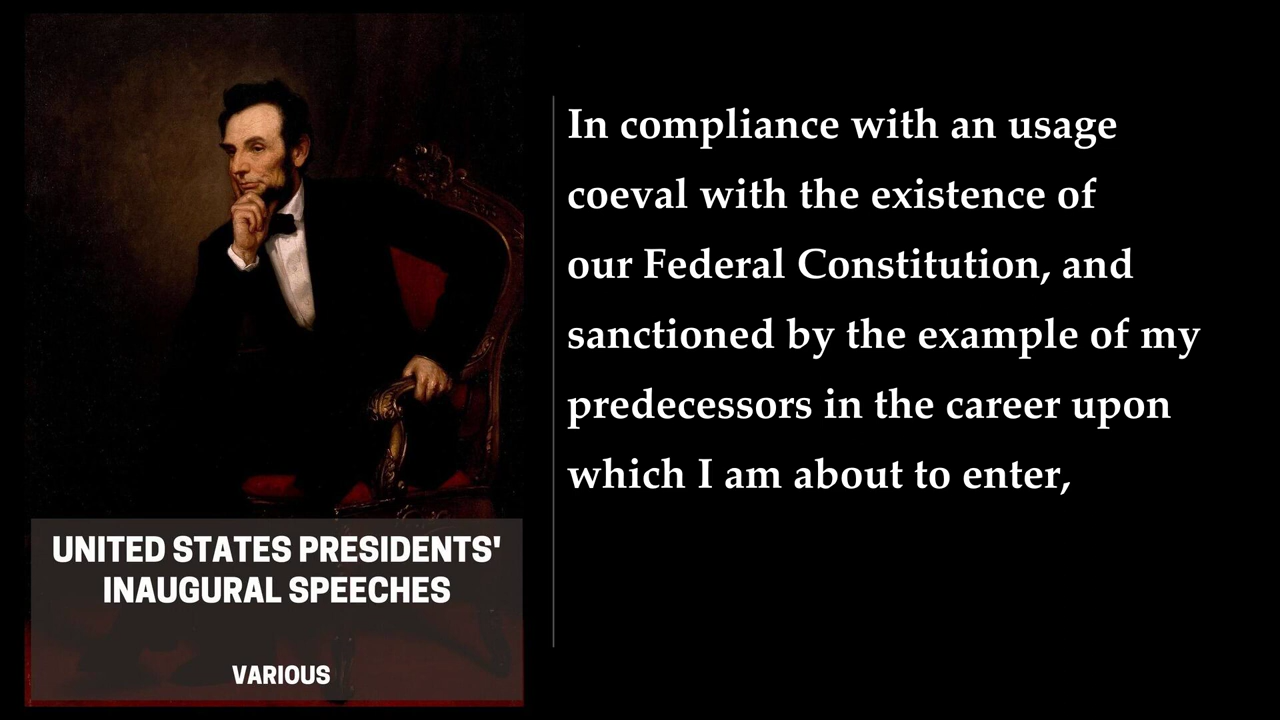 In compliance with an usage
coeval with the existence of
our Federal Constitution, and
sanctioned by the example of my
predecessors in the career upon
which I am about to enter,
UNITED STATES PRESIDENTS'
INAUGURAL SPEECHES
VARIOUS